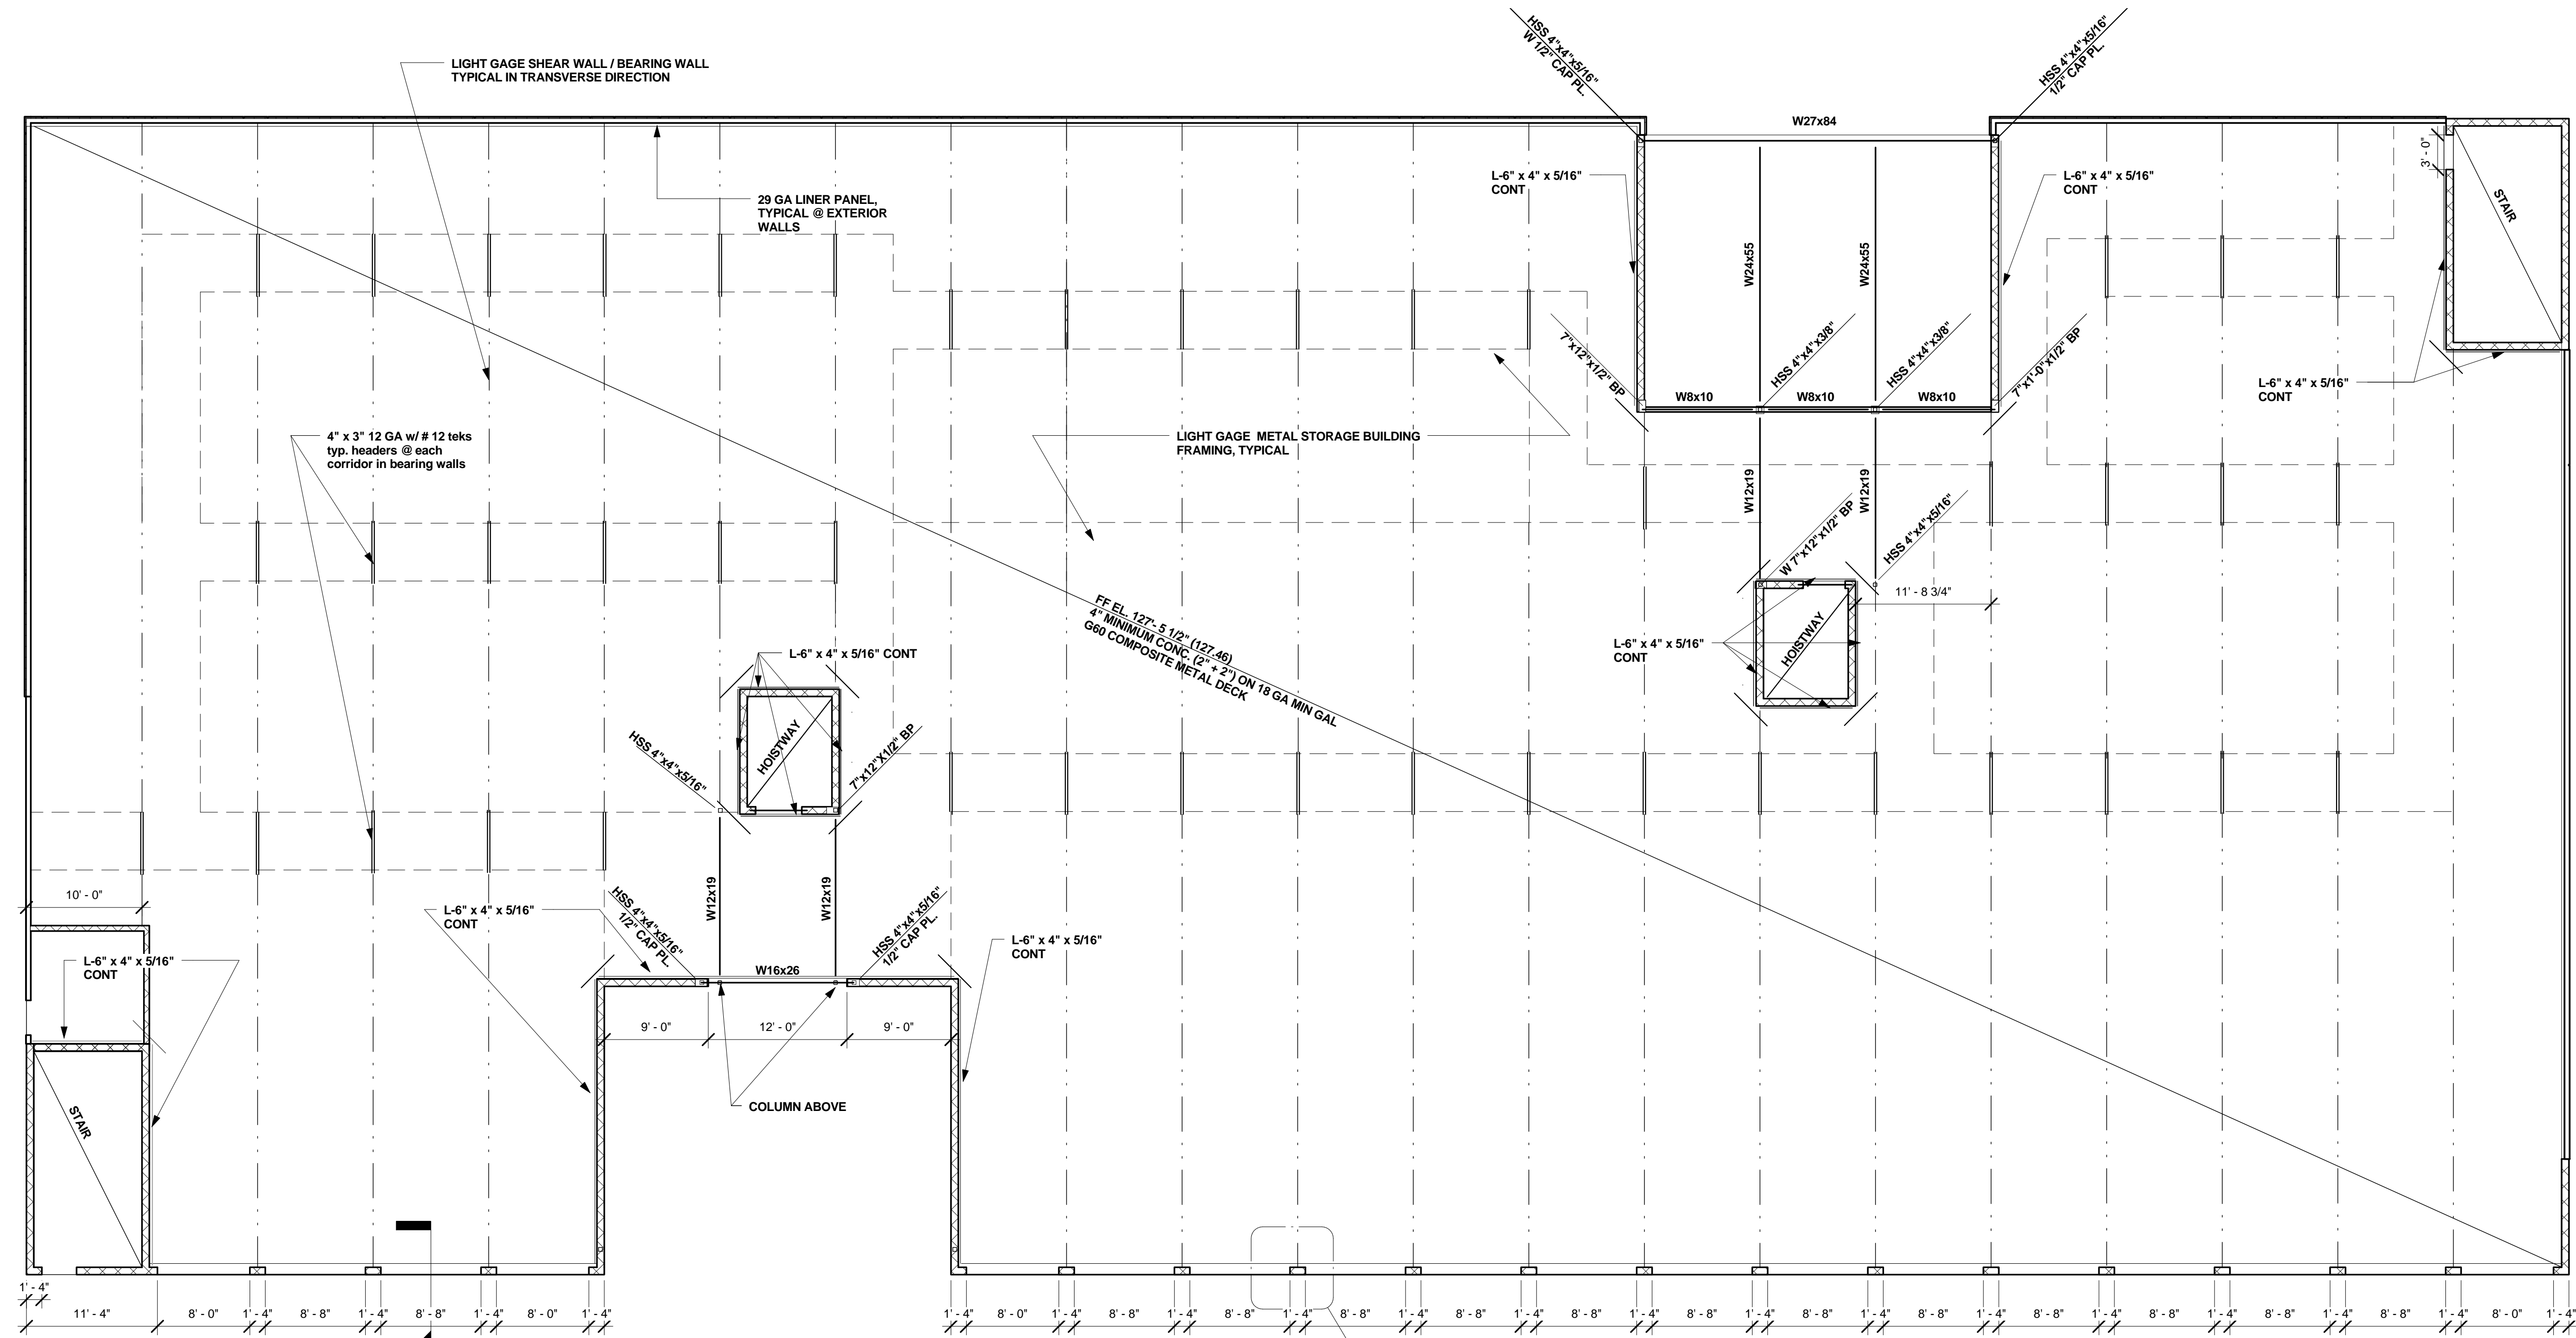 HSS 4"x4"x5/16"
W 1/2" CAP PL.
HSS 4"x4"x5/16"
1/2" CAP PL.
LIGHT GAGE SHEAR WALL / BEARING WALL
TYPICAL IN TRANSVERSE DIRECTION
W27x84
3' - 0"
L-6" x 4" x 5/16"
CONT
L-6" x 4" x 5/16"
CONT
29 GA LINER PANEL,
TYPICAL @ EXTERIOR
WALLS
STAIR
W24x55
W24x55
7"x12"x1/2" BP
HSS 4"x4"x3/8"
HSS 4"x4"x3/8"
7"x1'-0"x1/2" BP
L-6" x 4" x 5/16"
CONT
W8x10
W8x10
W8x10
4" x 3" 12 GA w/ # 12 teks
typ. headers @ each
corridor in bearing walls
LIGHT GAGE  METAL STORAGE BUILDING
FRAMING, TYPICAL
W12x19
W12x19
W 7"x12"x1/2" BP
HSS 4"x4"x5/16"
11' - 8 3/4"
FF EL. 127'- 5 1/2" (127.46)
4" MINIMUM CONC. (2" + 2") ON 18 GA MIN GAL
G60 COMPOSITE METAL DECK
L-6" x 4" x 5/16"
CONT
HOISTWAY
L-6" x 4" x 5/16" CONT
HOISTWAY
HSS 4"x4"x5/16"
7"x12"X1/2" BP
10' - 0"
W12x19
W12x19
L-6" x 4" x 5/16"
CONT
HSS 4"x4"x5/16"
1/2" CAP PL.
HSS 4"x4"x5/16"
1/2" CAP PL.
L-6" x 4" x 5/16"
CONT
L-6" x 4" x 5/16"
CONT
W16x26
9' - 0"
12' - 0"
9' - 0"
COLUMN ABOVE
STAIR
1' - 4"
11' - 4"
8' - 0"
1' - 4"
8' - 8"
1' - 4"
8' - 8"
1' - 4"
8' - 0"
1' - 4"
1' - 4"
8' - 0"
1' - 4"
8' - 8"
1' - 4"
8' - 8"
1' - 4"
8' - 8"
1' - 4"
8' - 8"
1' - 4"
8' - 8"
1' - 4"
8' - 8"
1' - 4"
8' - 8"
1' - 4"
8' - 8"
1' - 4"
8' - 8"
1' - 4"
8' - 8"
1' - 4"
8' - 8"
1' - 4"
8' - 8"
1' - 4"
8' - 0"
1' - 4"